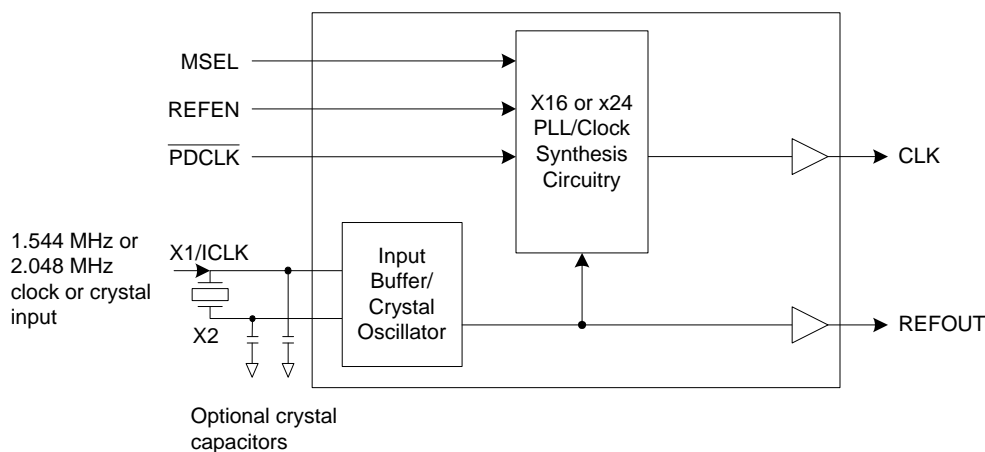 MSEL
REFEN
PDCLK
X16 or x24
PLL/Clock
Synthesis
Circuitry
CLK
1.544 MHz or
2.048 MHz
clock or crystal
input
X1/ICLK
X2
Input
Buffer/
Crystal
Oscillator
REFOUT
Optional crystal
capacitors